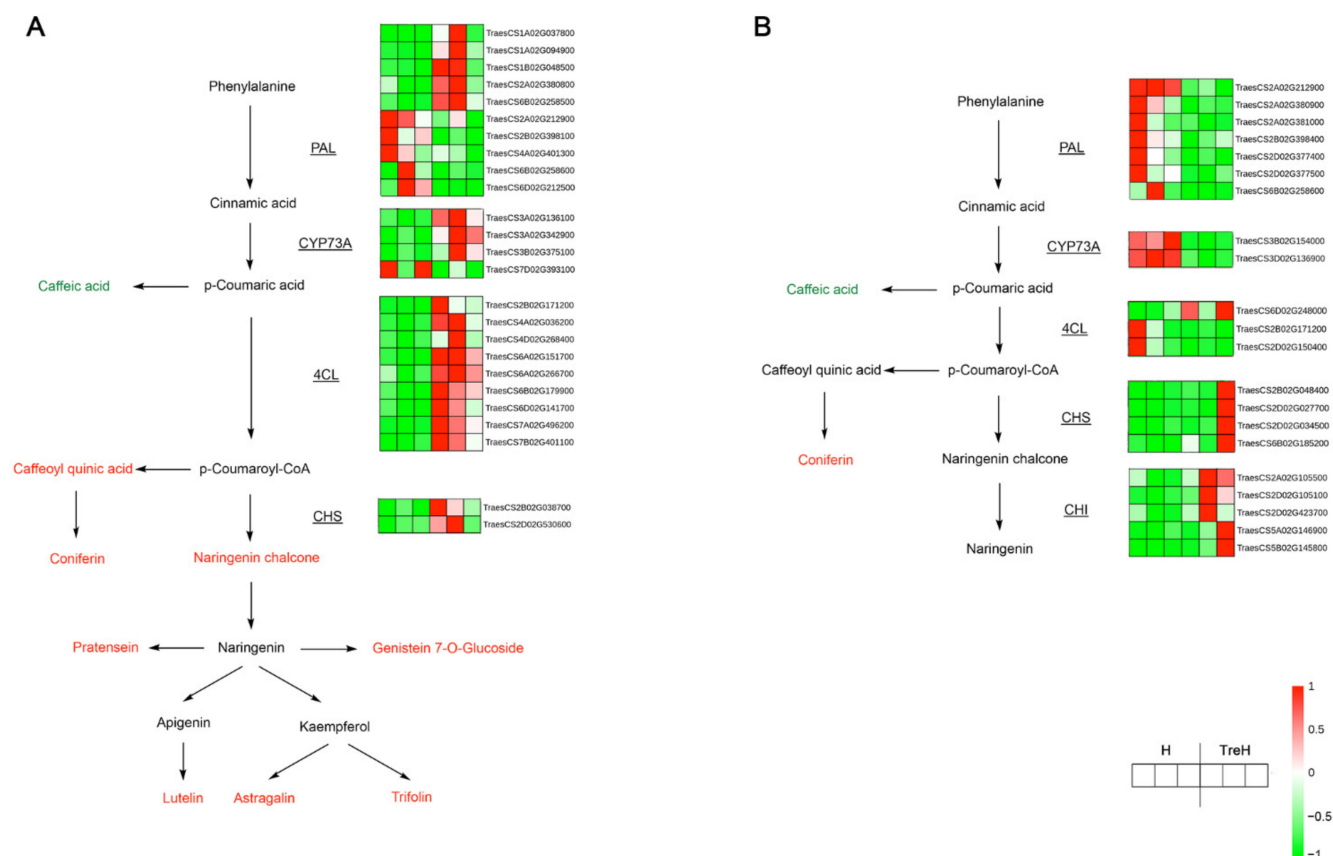 A
TraesCS1A02G037800
TraesCS1A02G094900
TraesCS1B02G048500
TraesCS2A02G380800
TraesCS6B02G258500
TraesCS2A02G212900
TraesCS2B02G398100
TraesCS4A02G401300
TraesCS6B02G258600
TraesCS6D02G212500
Phenylalanine
PAL
Cinnamic acid
TraesCS3A02G136100
TraesCS3A02G342900
TraesCS3B02G375100
TraesCS7D02G393100
CYP73A
Caffeic acid
p-Coumaric acid
TraesCS2B02G171200
TraesCS4A02G036200
TraesCS4D02G268400
TraesCS6A02G151700
TraesCS6A02G266700
TraesCS6B02G179900
TraesCS6D02G141700
TraesCS7A02G496200
TraesCS7B02G401100
4CL
Caffeoyl quinic acid
p-Coumaroyl-CoA
TraesCS2B02G038700
TraesCS2D02G530600
CHS
Coniferin
Naringenin chalcone
Pratensein
Naringenin
Genistein 7-O-Glucoside
Apigenin
Kaempferol
Lutelin
Astragalin
Trifolin
B
TraesCS2A02G212900
TraesCS2A02G380900
TraesCS2A02G381000
TraesCS2B02G398400
TraesCS2D02G377400
TraesCS2D02G377500
TraesCS6B02G258600
Phenylalanine
PAL
Cinnamic acid
TraesCS3B02G154000
TraesCS3D02G136900
CYP73A
Caffeic acid
p-Coumaric acid
TraesCS6D02G248000
TraesCS2B02G171200
TraesCS2D02G150400
4CL
Caffeoyl quinic acid
p-Coumaroyl-CoA
TraesCS2B02G048400
TraesCS2D02G027700
TraesCS2D02G034500
TraesCS6B02G185200
CHS
Coniferin
Naringenin chalcone
TraesCS2A02G105500
TraesCS2D02G105100
TraesCS2D02G423700
TraesCS5A02G146900
TraesCS5B02G145800
CHI
Naringenin
H
TreH
1
0.5
0
−0.5
−1